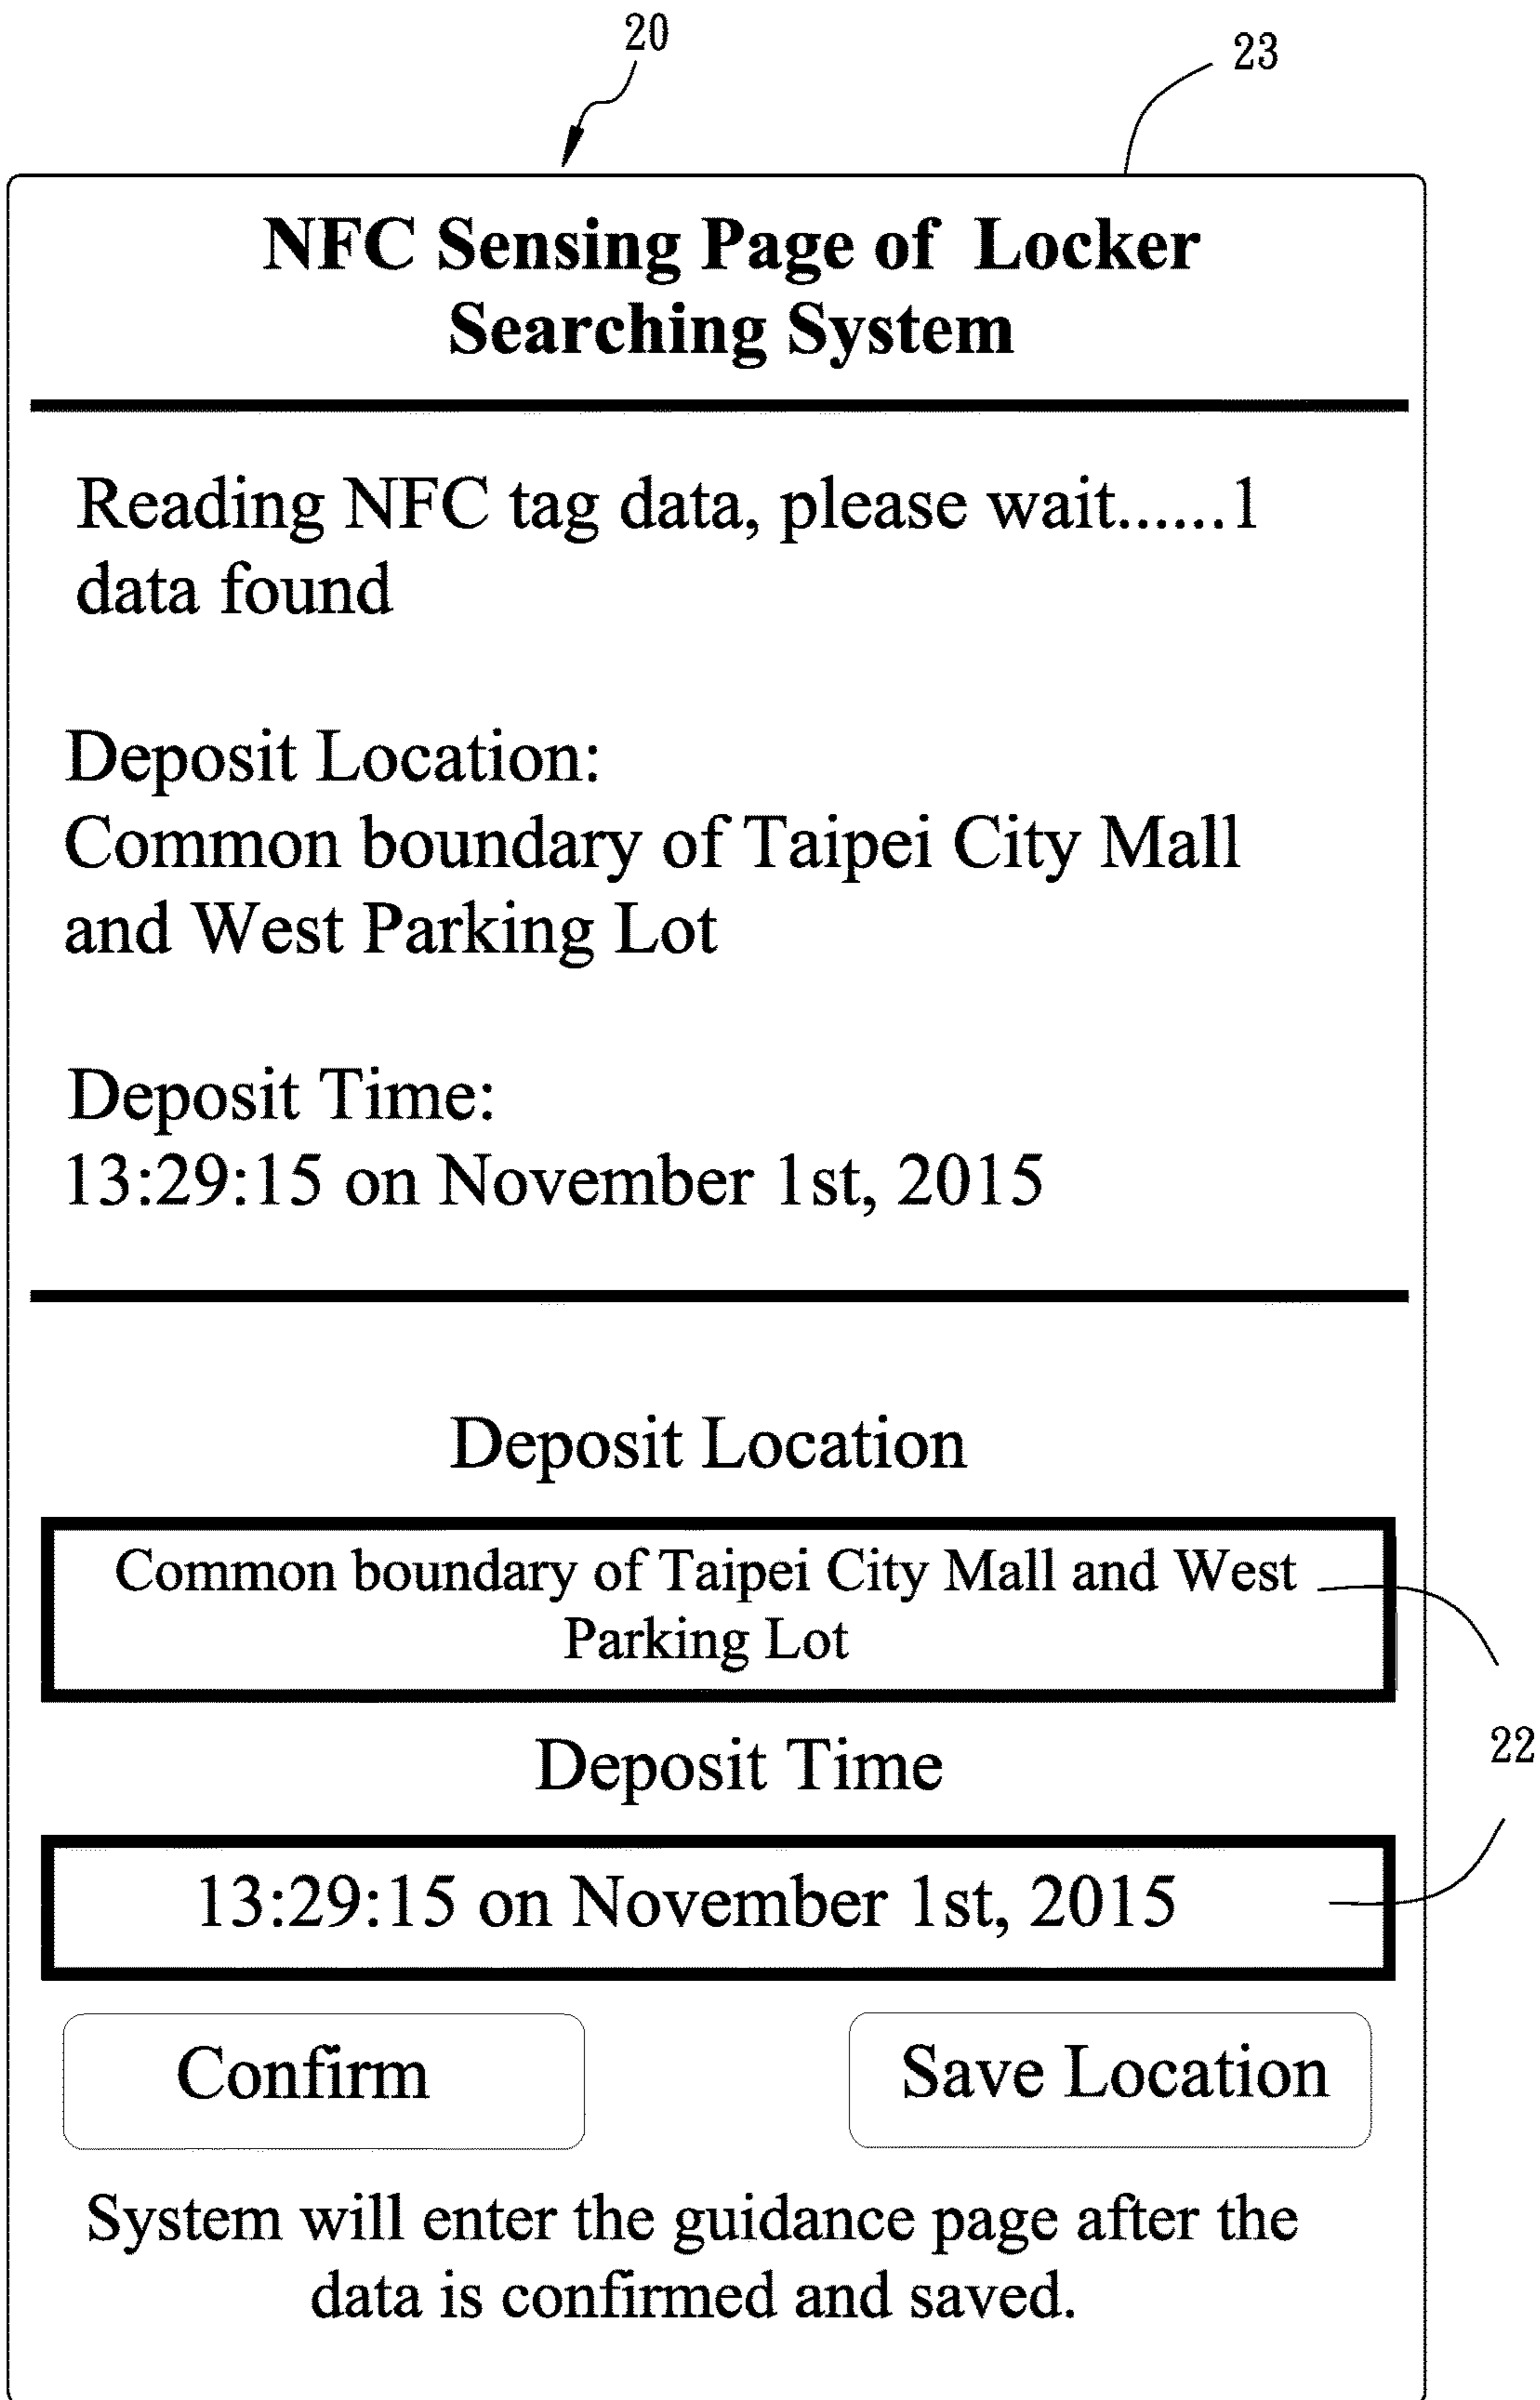 20
23
NFC Sensing Page of Locker
Searching System
Reading NFC tag data, please wait......1
data found
Deposit Location:
Common boundary of Taipei City Mall
and West Parking Lot
Deposit Time:
13:29:15 on November 1st, 2015
Deposit Location
Common boundary of Taipei City Mall and West
Parking Lot
22
Deposit Time
13:29:15 on November 1st, 2015
Confirm
Save Location
System will enter the guidance page after the
data is confirmed and saved.